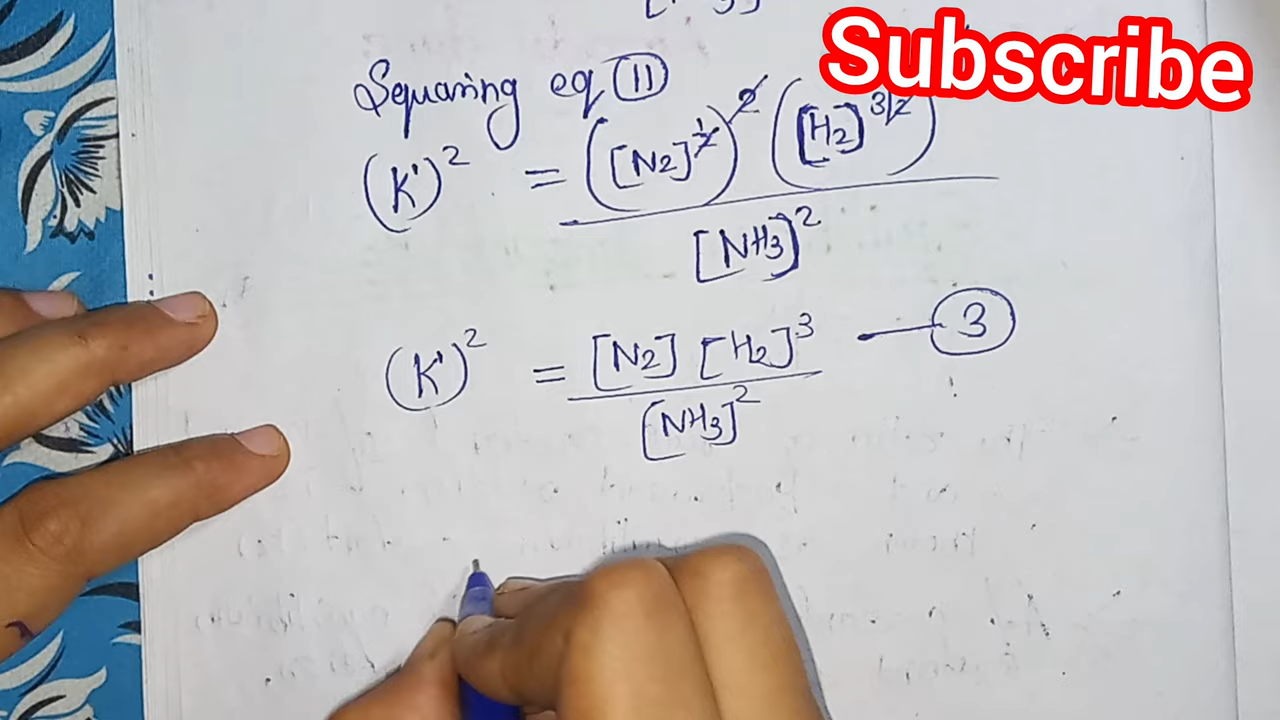 Subscribe
Squaring eq (11)
(K')² = ([N2]^1/2)^2 ([H2]^3/2)
[NH3]²
(K')² = [N2] [H2]³ — (3)
[NH3]²